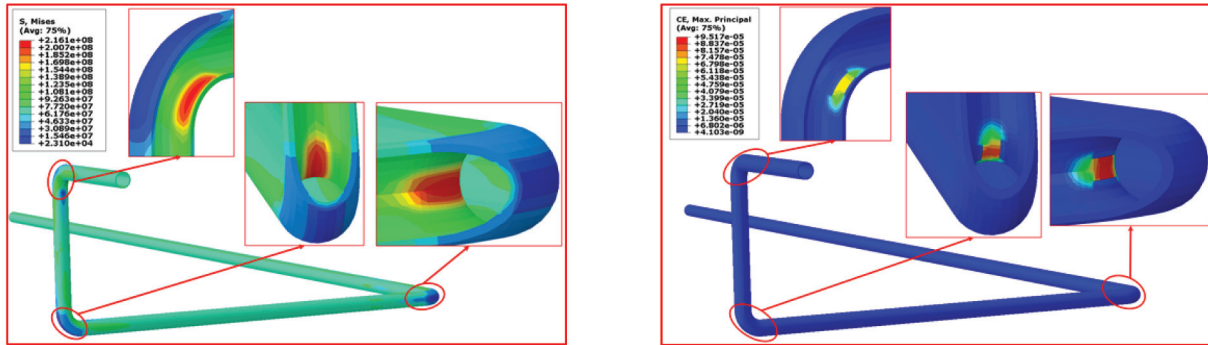 S, Mises
(Avg: 75%)
+2.161e+08
+2.007e+08
+1.852e+08
+1.698e+08
+1.544e+08
+1.389e+08
+1.235e+08
+1.081e+08
+9.263e+07
+7.720e+07
+6.176e+07
+4.633e+07
+3.089e+07
+1.546e+07
+2.310e+04
CE, Max. Principal
(Avg: 75%)
+9.517e-05
+8.837e-05
+8.157e-05
+7.478e-05
+6.798e-05
+6.118e-05
+5.438e-05
+4.759e-05
+4.079e-05
+3.399e-05
+2.719e-05
+2.040e-05
+1.360e-05
+6.802e-06
+4.103e-09